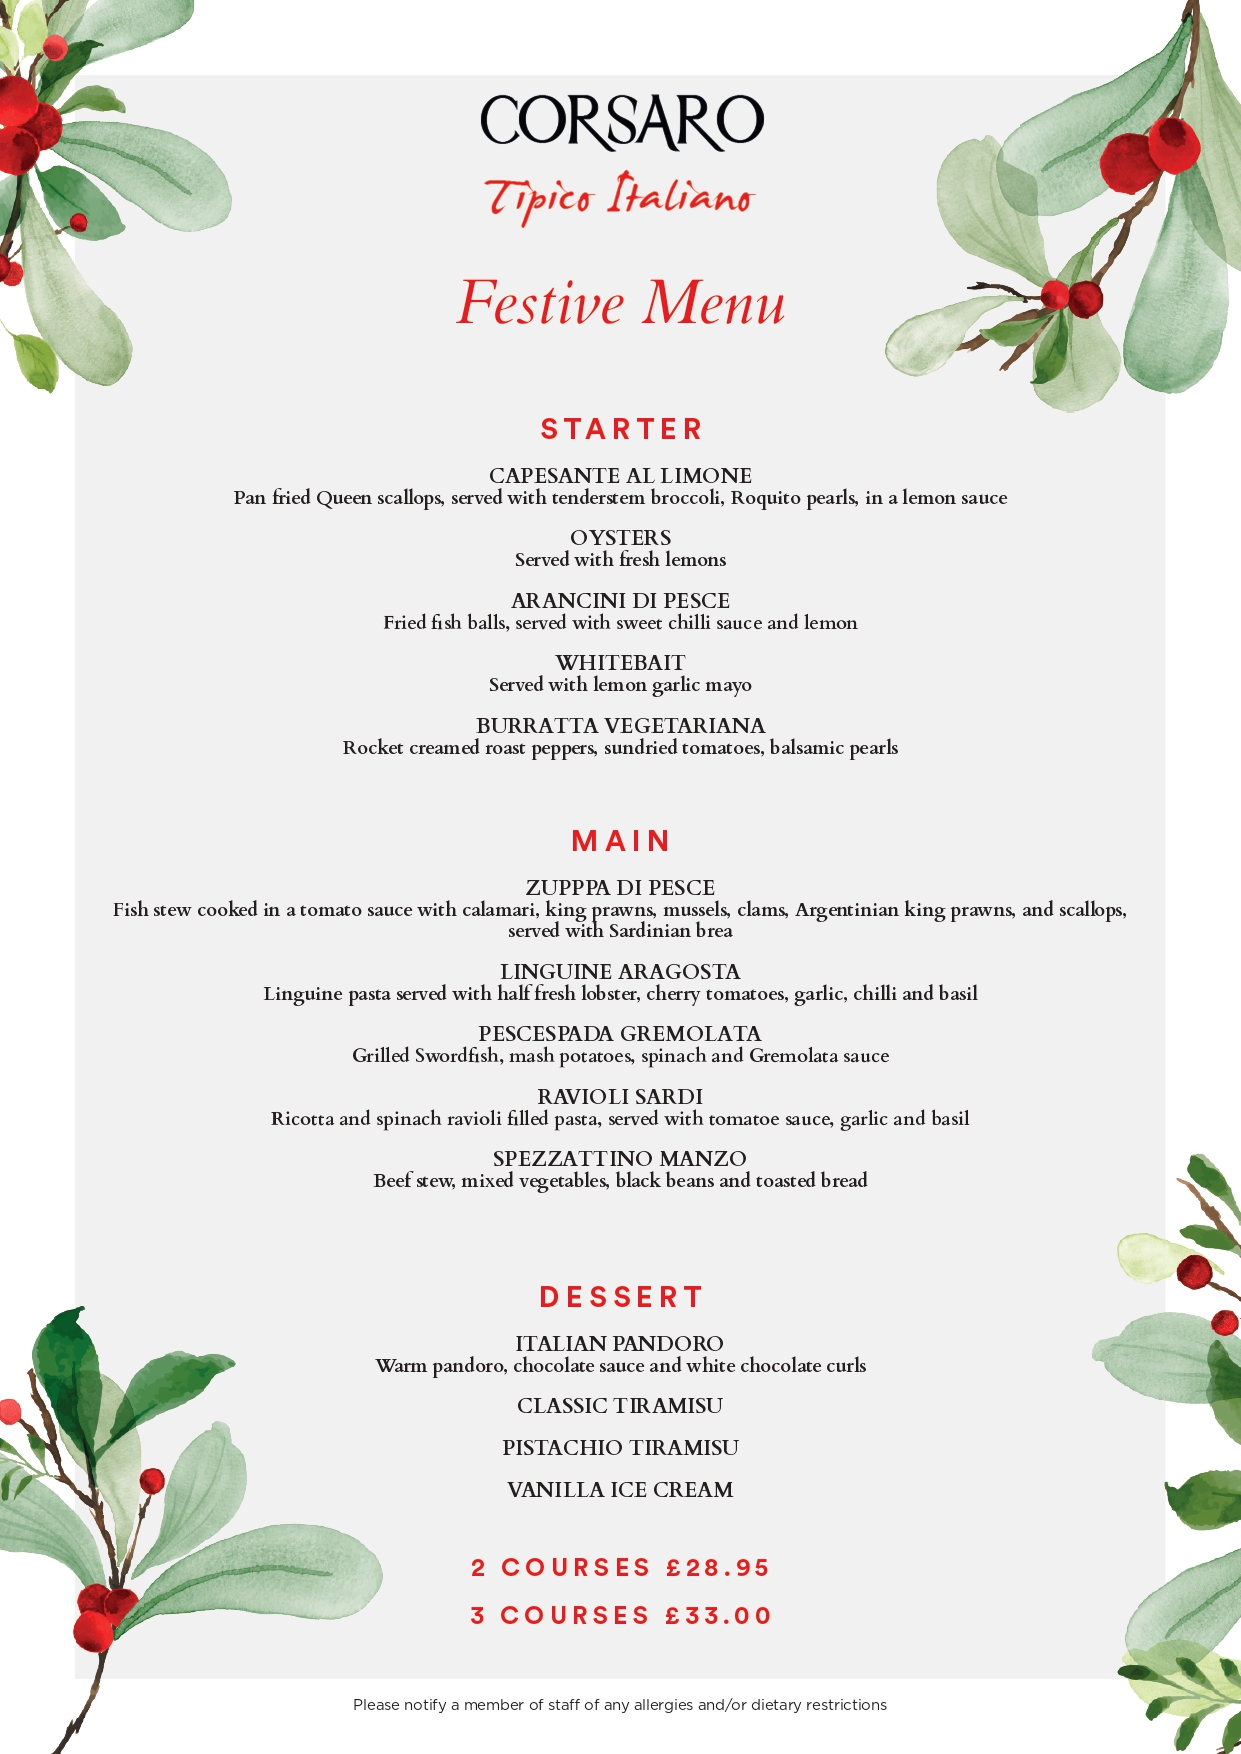 CORSARO
Tipico Italiano
Festive Menu
STARTER
CAPESANTE AL LIMONE
Pan fried Queen scallops, served with tenderstem broccoli, Roquito pearls, in a lemon sauce
OYSTERS
Served with fresh lemons
ARANCINI DI PESCE
Fried fish balls, served with sweet chilli sauce and lemon
WHITEBAIT
Served with lemon garlic mayo
BURRATTA VEGETARIANA
Rocket creamed roast peppers, sundried tomatoes, balsamic pearls
MAIN
ZUPPPA DI PESCE
Fish stew cooked in a tomato sauce with calamari, king prawns, mussels, clams, Argentinian king prawns, and scallops,
served with Sardinian brea
LINGUINE ARAGOSTA
Linguine pasta served with half fresh lobster, cherry tomatoes, garlic, chilli and basil
PESCESPADA GREMOLATA
Grilled Swordfish, mash potatoes, spinach and Gremolata sauce
RAVIOLI SARDI
Ricotta and spinach ravioli filled pasta, served with tomatoe sauce, garlic and basil
SPEZZATTINO MANZO
Beef stew, mixed vegetables, black beans and toasted bread
DESSERT
ITALIAN PANDORO
Warm pandoro, chocolate sauce and white chocolate curls
CLASSIC TIRAMISU
PISTACHIO TIRAMISU
VANILLA ICE CREAM
2 COURSES £28.95
3 COURSES £33.00
Please notify a member of staff of any allergies and/or dietary restrictions